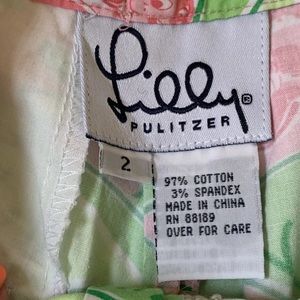 Lilly®
PULITZER
2
97% COTTON
3% SPANDEX
MADE IN CHINA
RN 88189
OVER FOR CARE